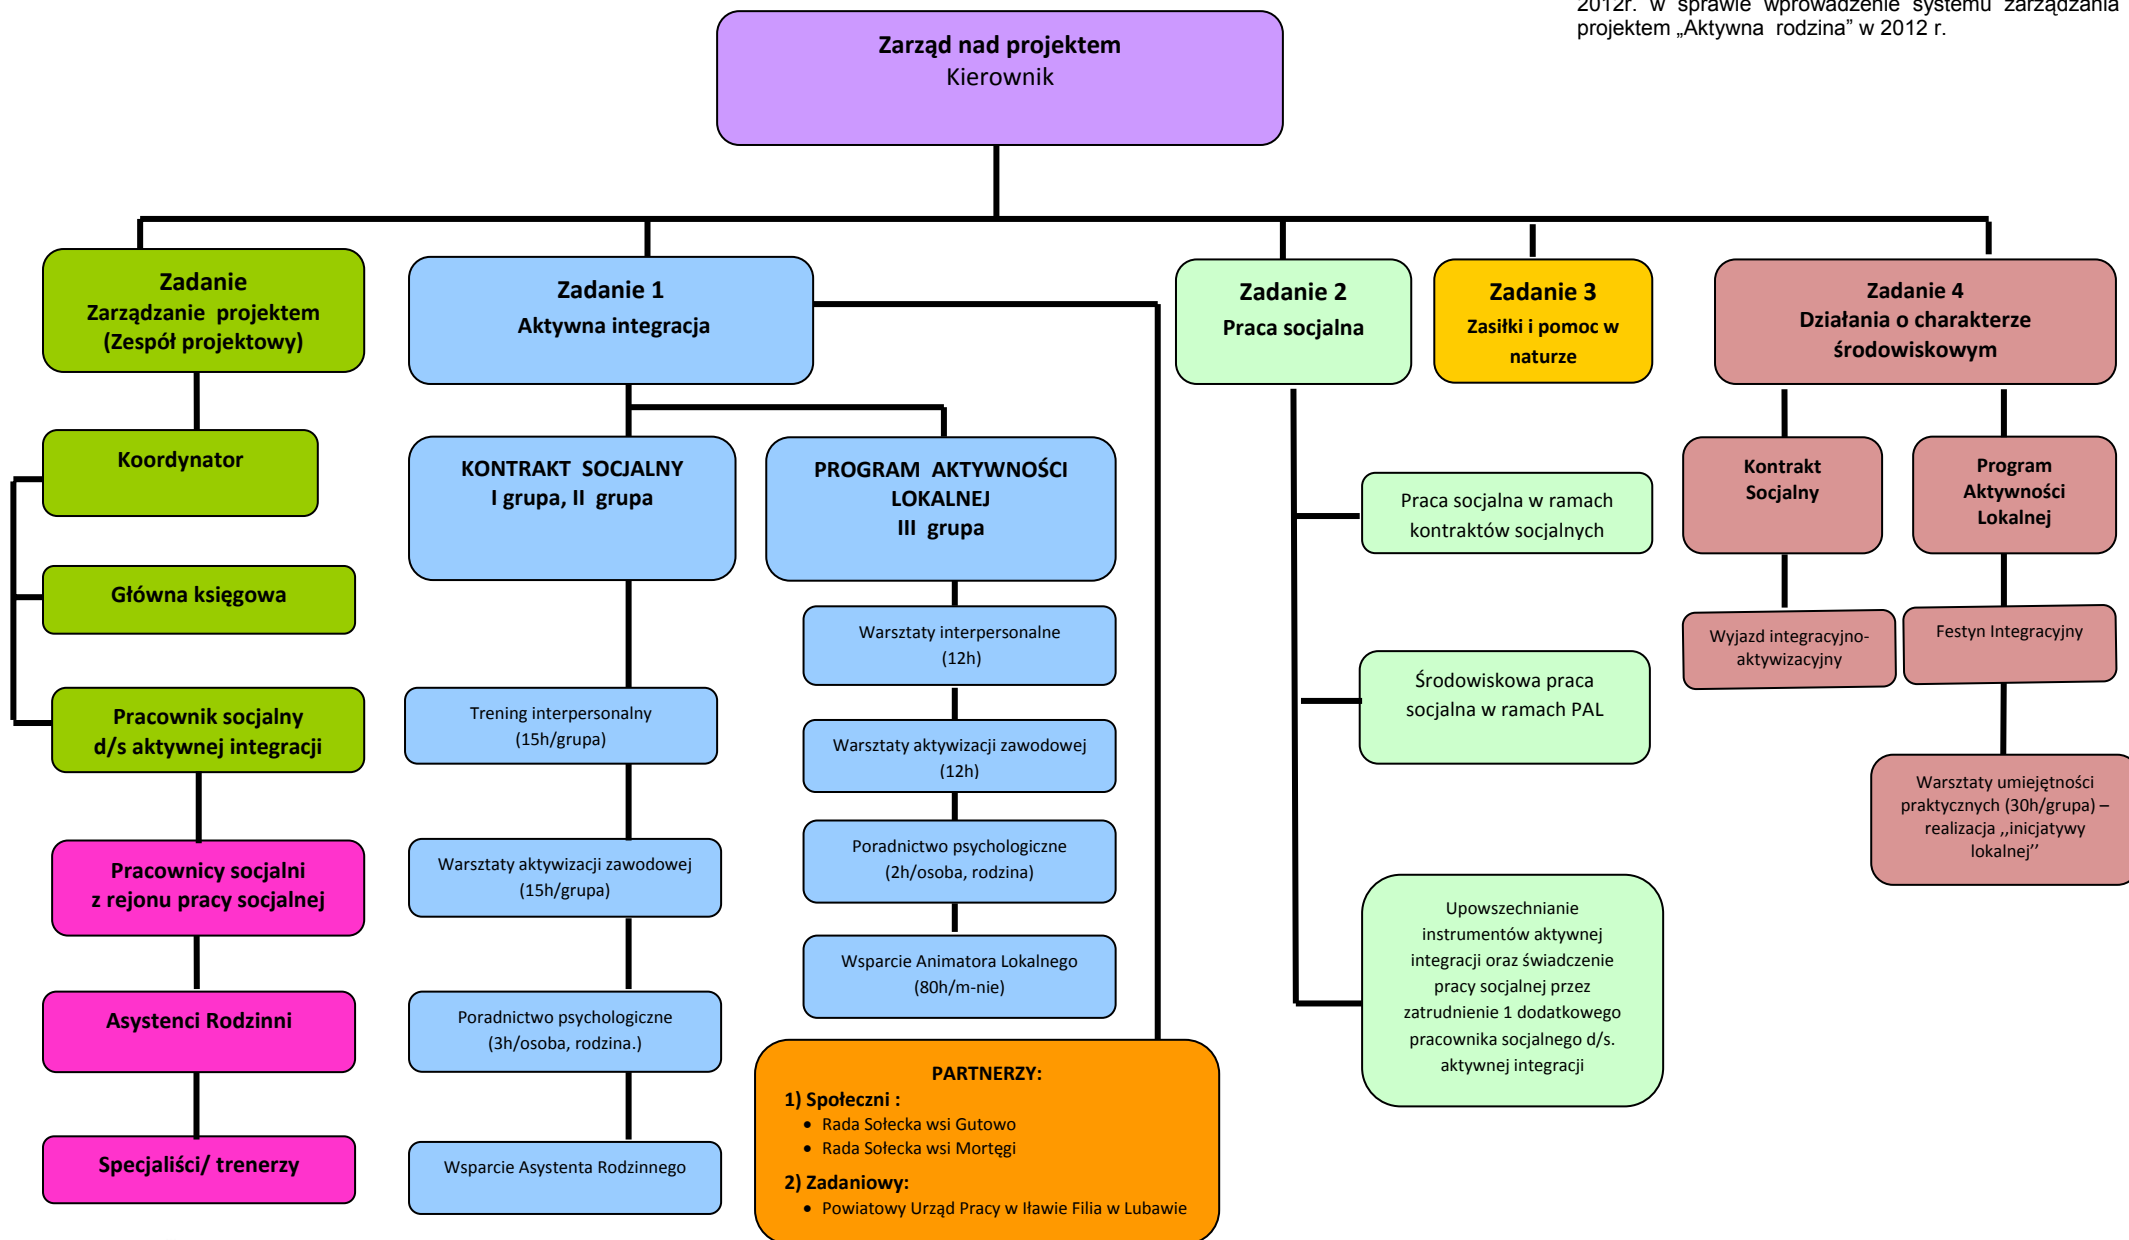 2012r. w sprawie wprowadzenie systemu zarządzania
projektem „Aktywna rodzina” w 2012 r.
Zarząd nad projektem
Kierownik
Zadanie
Zarządzanie projektem
(Zespół projektowy)
Koordynator
Główna księgowa
Pracownik socjalny
d/s aktywnej integracji
Pracownicy socjalni
z rejonu pracy socjalnej
Asystenci Rodzinni
Specjaliści/ trenerzy
Zadanie 1
Aktywna integracja
KONTRAKT SOCJALNY
I grupa, II grupa
Trening interpersonalny
(15h/grupa)
Warsztaty aktywizacji zawodowej
(15h/grupa)
Poradnictwo psychologiczne
(3h/osoba, rodzina.)
Wsparcie Asystenta Rodzinnego
PROGRAM AKTYWNOŚCI
LOKALNEJ
III grupa
Warsztaty interpersonalne
(12h)
Warsztaty aktywizacji zawodowej
(12h)
Poradnictwo psychologiczne
(2h/osoba, rodzina)
Wsparcie Animatora Lokalnego
(80h/m-nie)
PARTNERZY:
1) Społeczni :
• Rada Sołecka wsi Gutowo
• Rada Sołecka wsi Mortęgi
2) Zadaniowy:
• Powiatowy Urząd Pracy w Iławie Filia w Lubawie
Zadanie 2
Praca socjalna
Praca socjalna w ramach
kontraktów socjalnych
Środowiskowa praca
socjalna w ramach PAL
Upowszechnianie
instrumentów aktywnej
integracji oraz świadczenie
pracy socjalnej przez
zatrudnienie 1 dodatkowego
pracownika socjalnego d/s.
aktywnej integracji
Zadanie 3
Zasiłki i pomoc w
naturze
Zadanie 4
Działania o charakterze
środowiskowym
Kontrakt
Socjalny
Wyjazd integracyjno-
aktywizacyjny
Program
Aktywności
Lokalnej
Festyn Integracyjny
Warsztaty umiejętności
praktycznych (30h/grupa) –
realizacja ,,inicjatywy
lokalnej’’